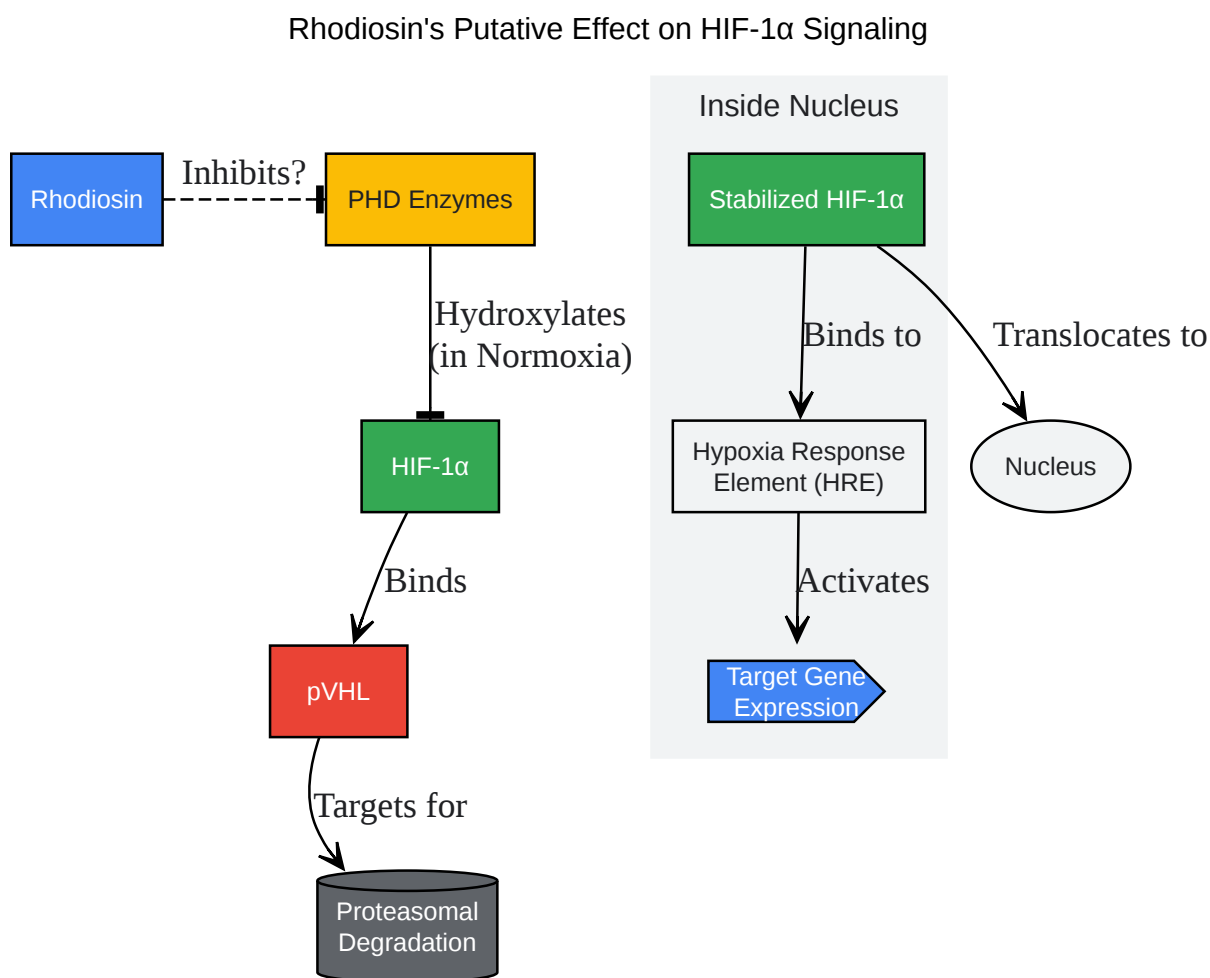 Rhodiosin's Putative Effect on HIF-1α Signaling
Inside Nucleus
Rhodiosin
Inhibits?
PHD Enzymes
Stabilized HIF-1α
Hydroxylates
(in Normoxia)
Binds to
Translocates to
HIF-1α
Hypoxia Response
Element (HRE)
Nucleus
Binds
Activates
pVHL
Target Gene
Expression
Targets for
Proteasomal
Degradation